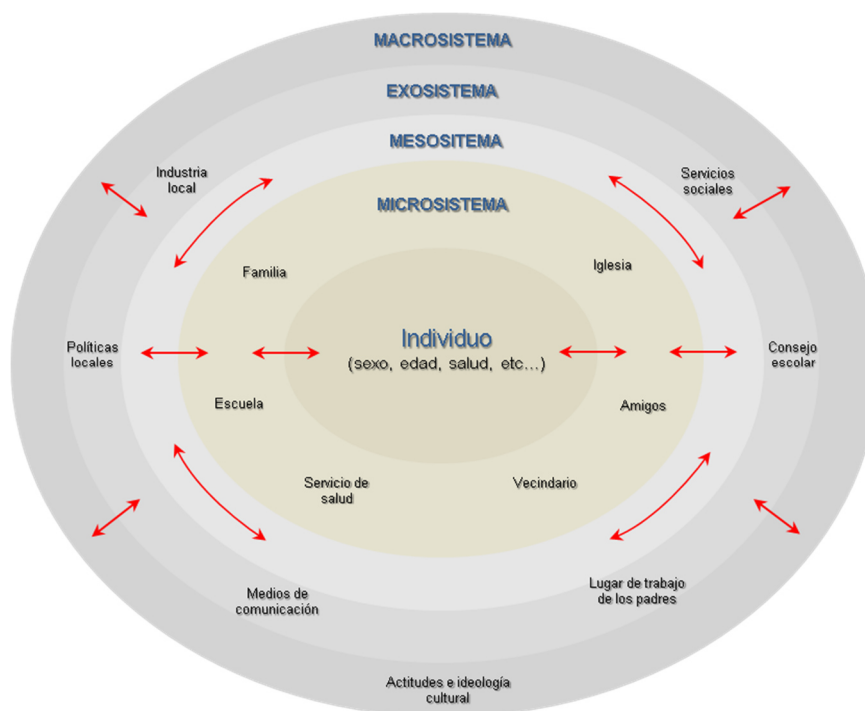 MACROSISTEMA
EXOSISTEMA
MESOSITEMA
Industria
local
Servicios
sociales
MICROSISTEMA
Familia
Iglesia
Individuo
(sexo, edad, salud, etc...)
Políticas
locales
Consejo
escolar
Escuela
Amigos
Servicio de
salud
Vecindario
Medios de
comunicación
Lugar de trabajo
de los padres
Actitudes e ideología
cultural